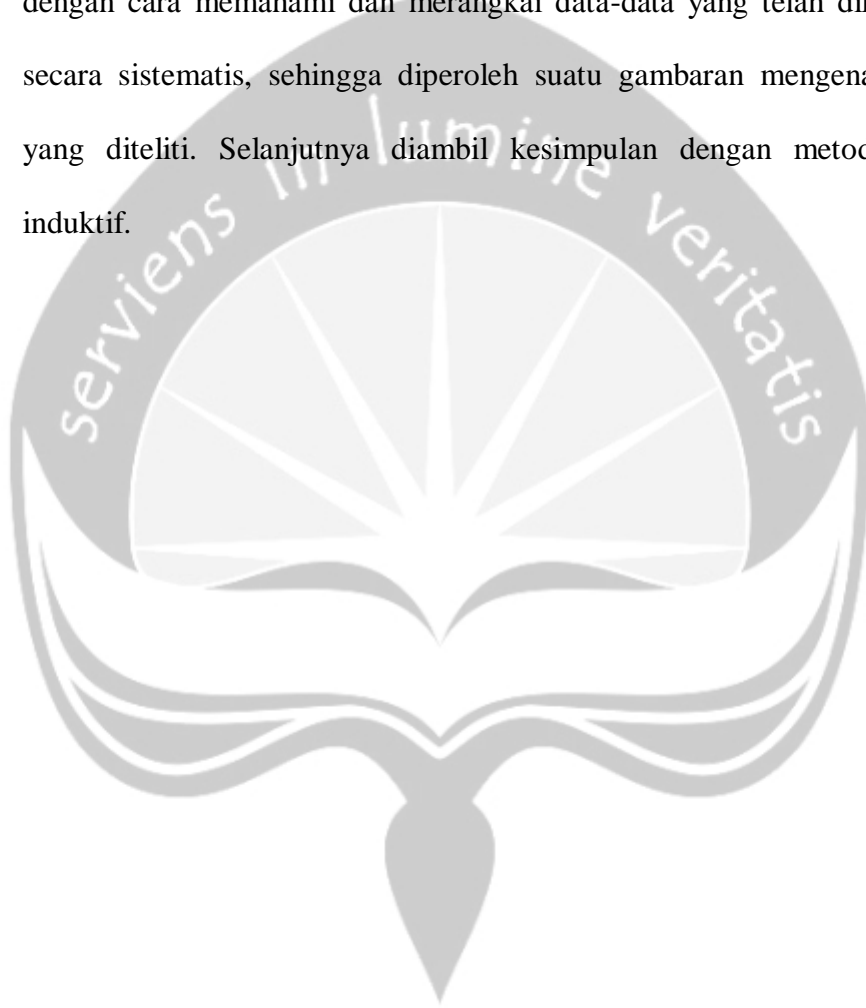 dengan cara memahami dan merangkai data-data yang telah
secara sistematis, sehingga diperoleh suatu gambaran
yang diteliti. Selanjutnya diambil kesimpulan dengan
induktif.
serviens in lumine veritatis